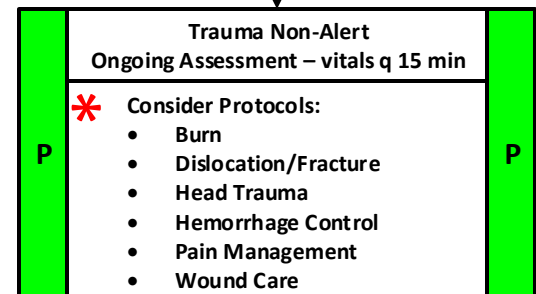 Trauma Non-Alert
Ongoing Assessment – vitals q 15 min
* Consider Protocols:
• Burn
P • Dislocation/Fracture P
• Head Trauma
• Hemorrhage Control
• Pain Management
• Wound Care